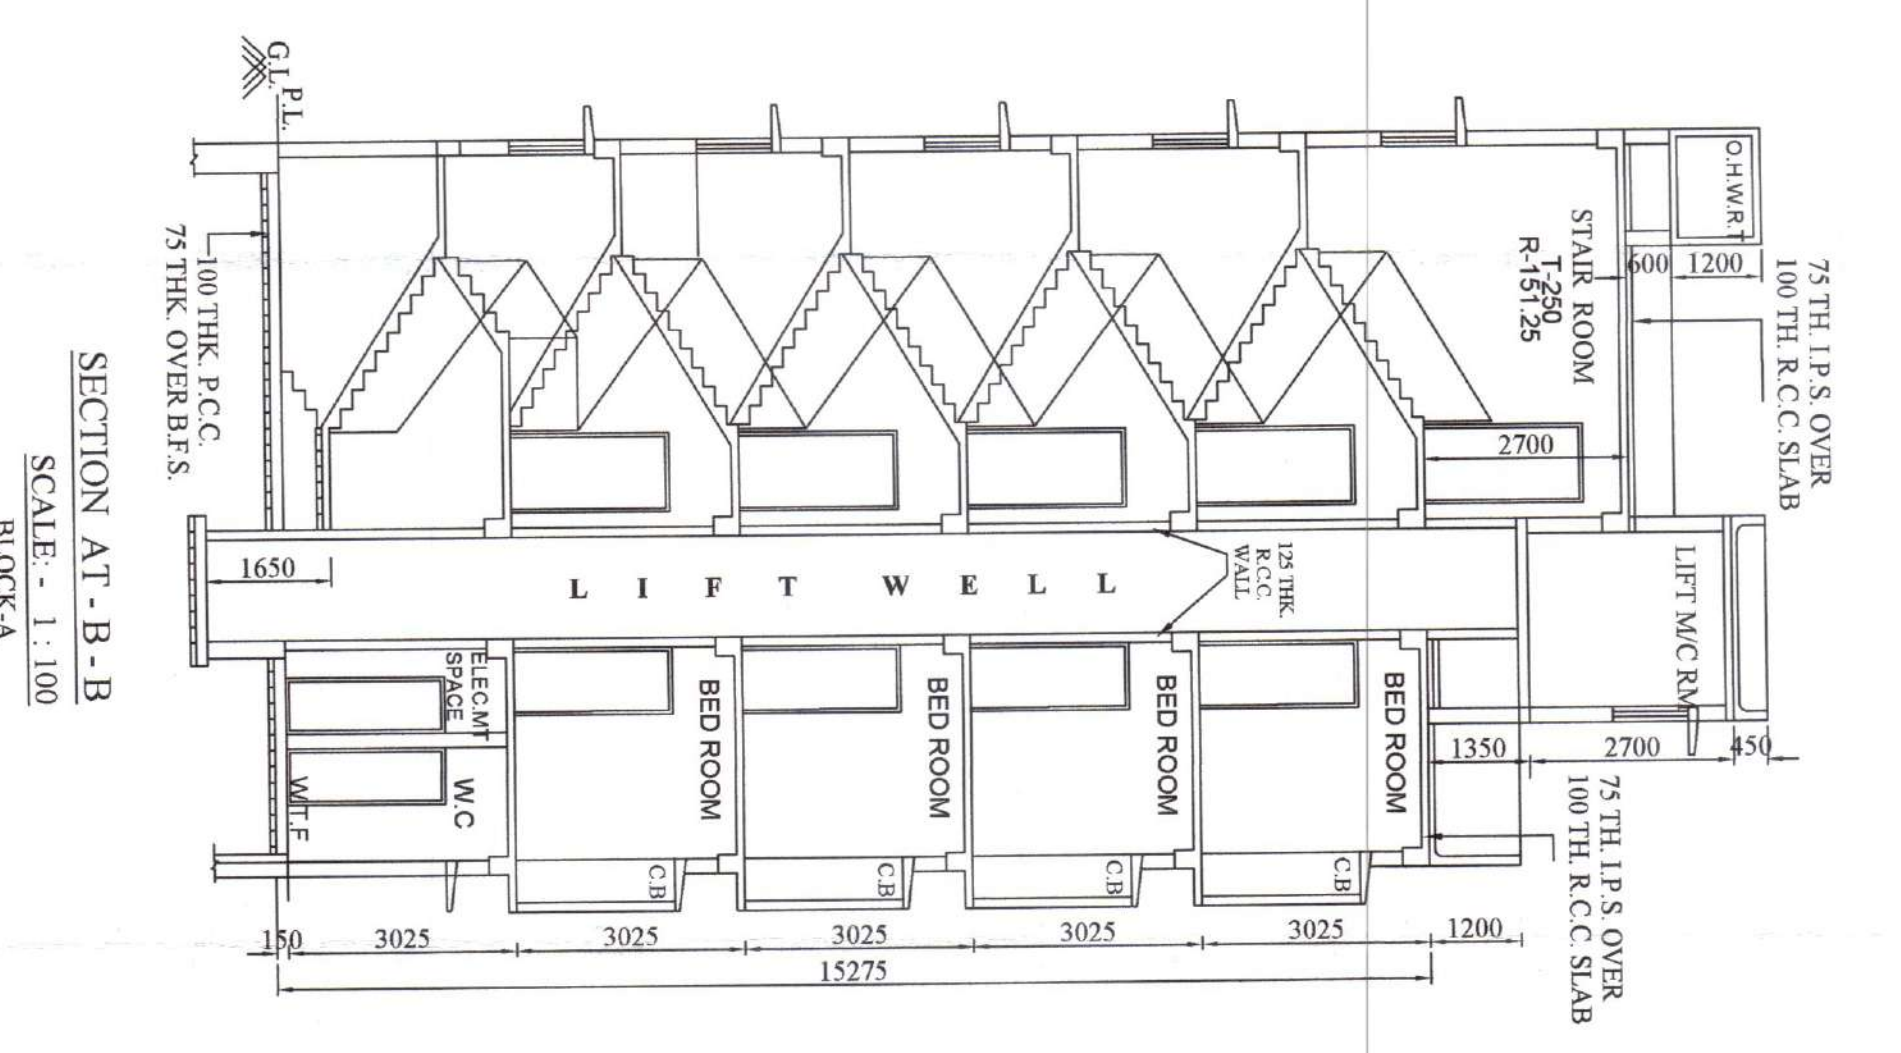 O.H.W.R.T
600
1200
75 TH. I.P.S. OVER
100 TH. R.C.C. SLAB
STAIR ROOM
T-250
R-151.25
2700
G.L.
P.L.
100 THK. P.C.C.
75 THK. OVER B.F.S.
1650
LIFT WELL
125 THK.
R.C.C.
WALL
LIFT M/C RM
ELEC.MT
SPACE
W.C
W.T.F
BED ROOM
BED ROOM
BED ROOM
BED ROOM
C.B
C.B
C.B
C.B
1350
2700
450
75 TH. I.P.S. OVER
100 TH. R.C.C. SLAB
150
3025
3025
3025
3025
3025
1200
15275
SECTION AT - B - B
SCALE: - 1 : 100
BLOCK-A